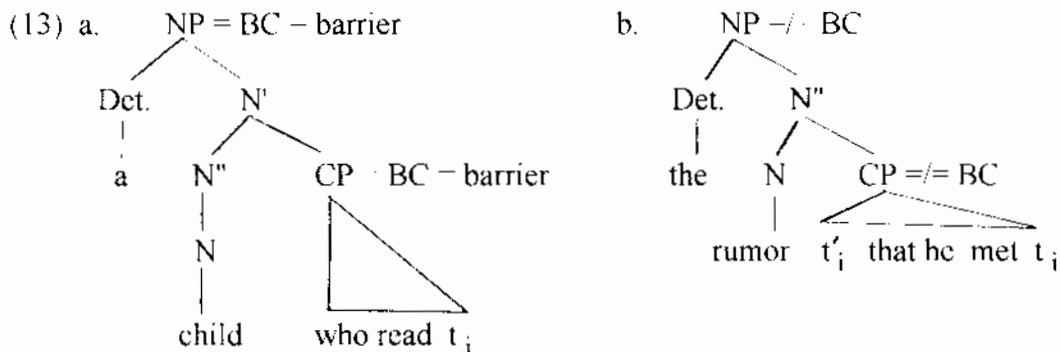 (13) a. NP = BC – barrier b. NP –/– BC
Det. N' Det. N"
a N" CP BC – barrier the N CP =/= BC
N rumor t'i that he met ti
child who read ti